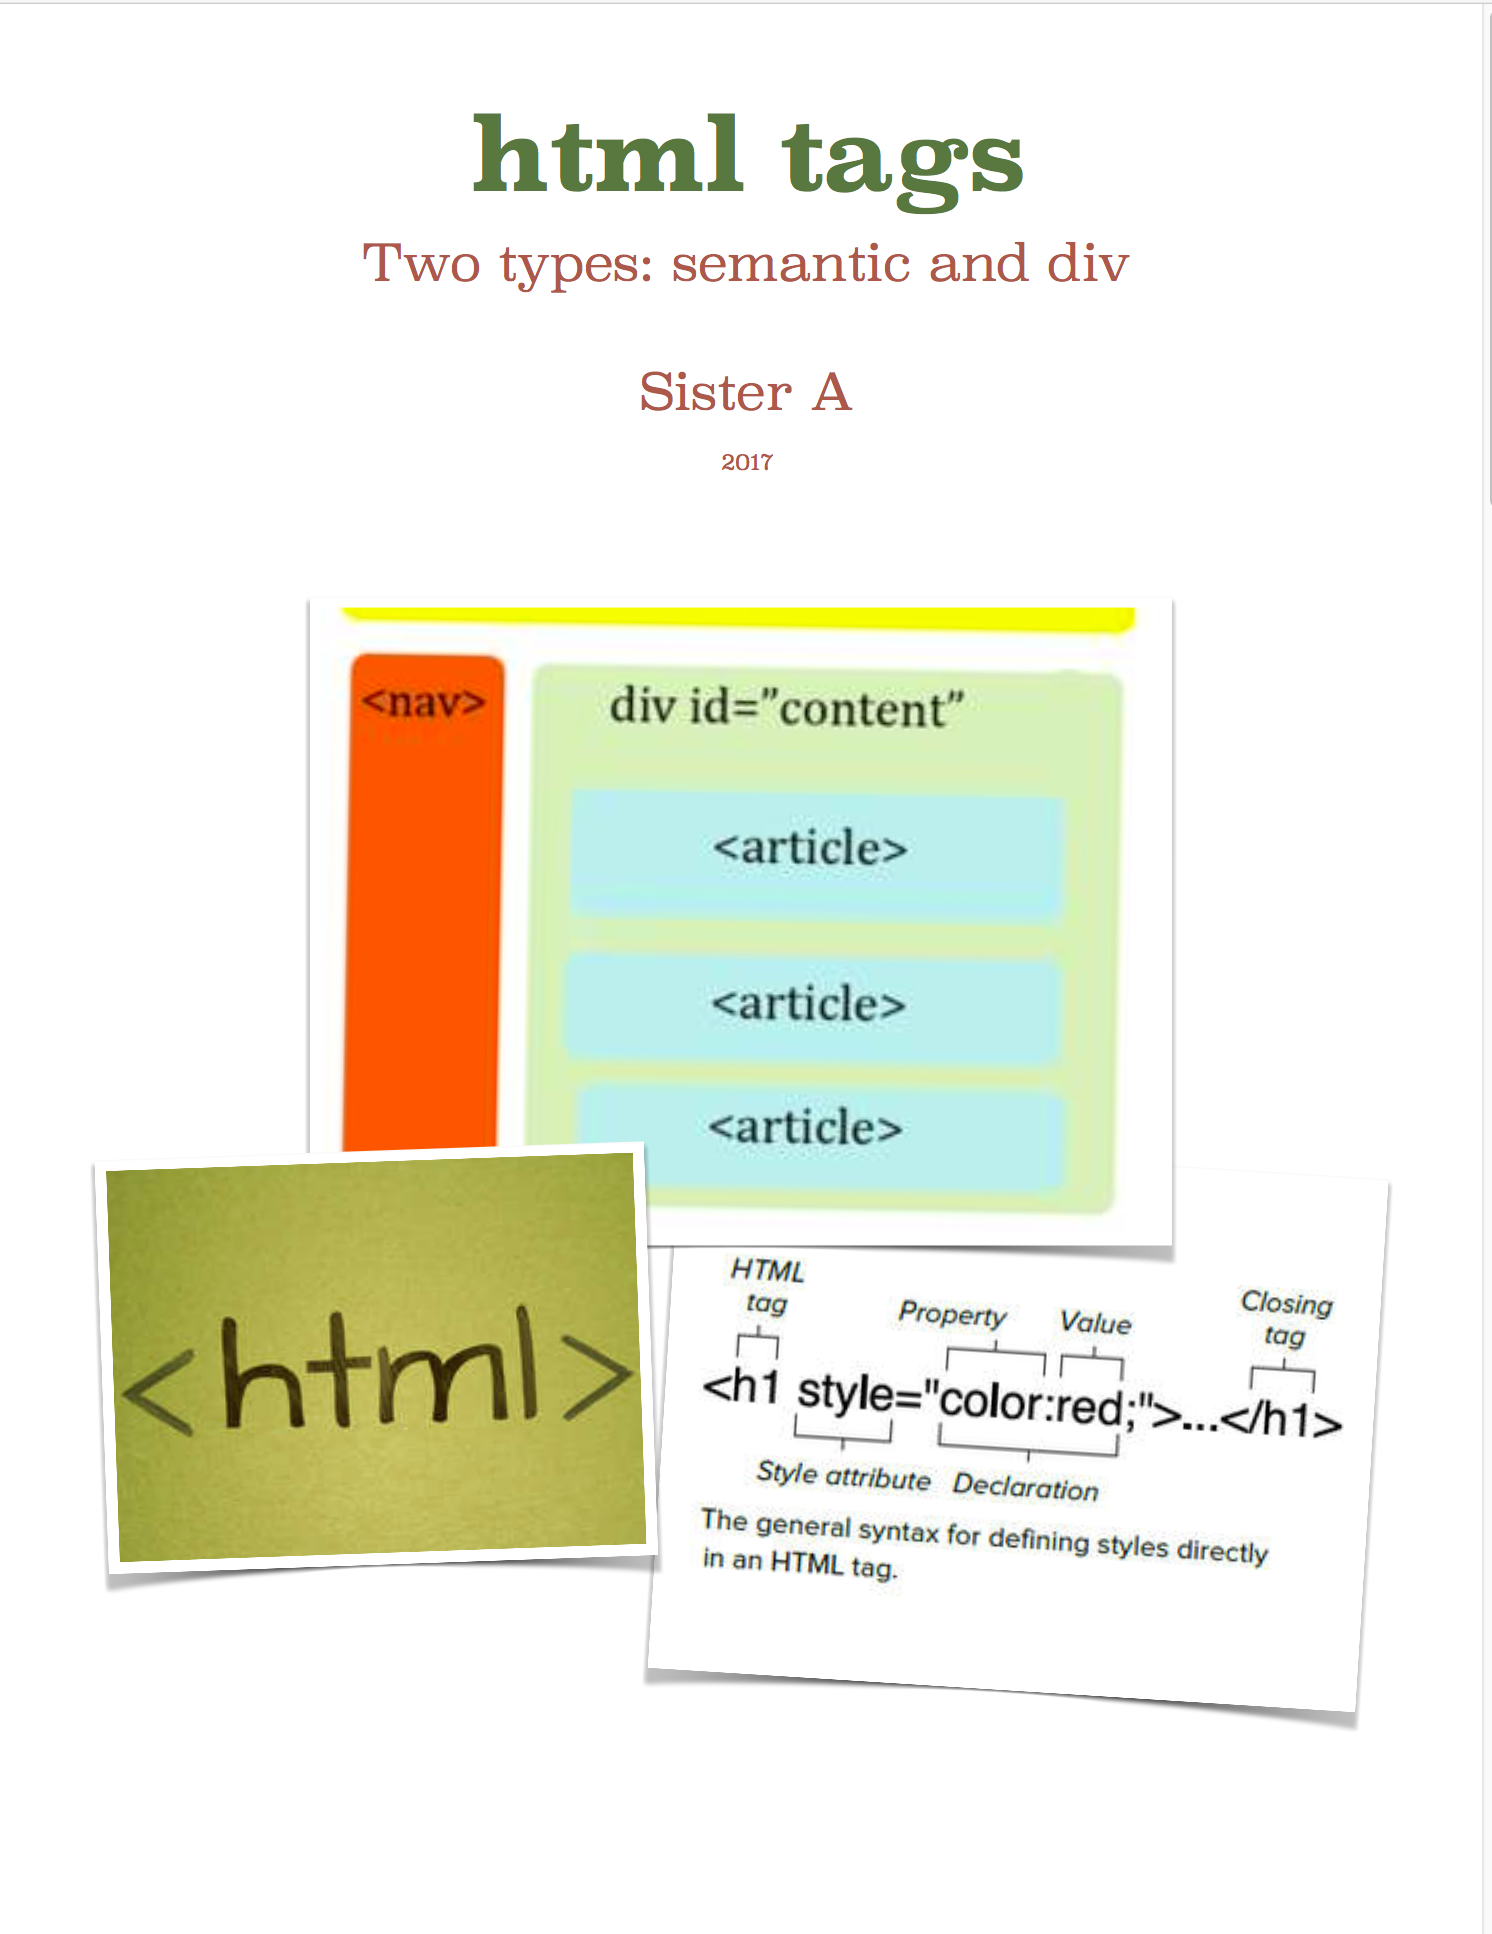 html tags
Two types: semantic and div
Sister A
2017
<nav>
div id=”content”
<article>
<article>
<article>
<html>
HTML
tag
Property
Value
Closing
tag
<h1 style="color:red;">...</h1>
Style attribute
Declaration
The general syntax for defining styles directly
in an HTML tag.